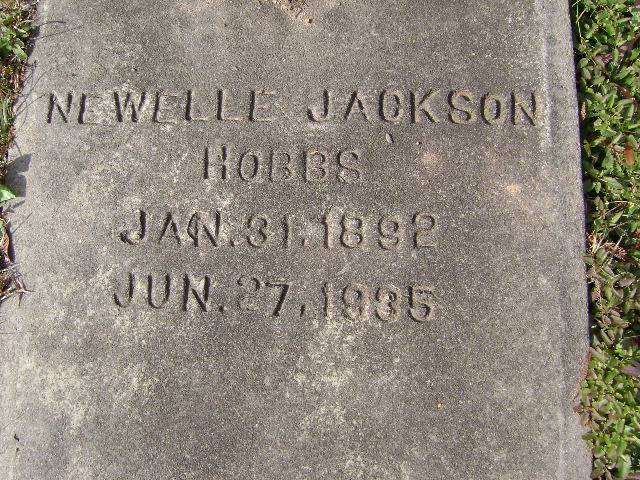 NEWELLE JACKSON
HOBBS
JAN. 31. 1892
JUN. 27, 1935